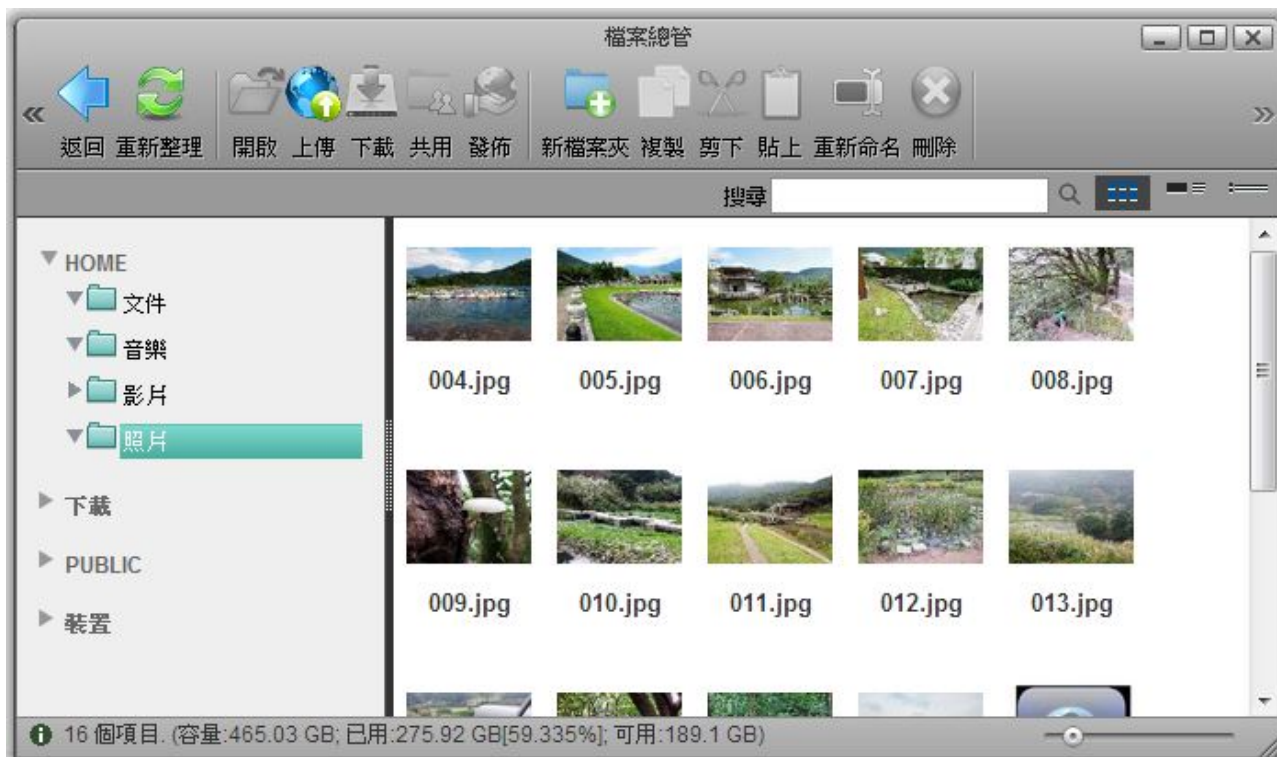 檔案總管
返回 重新整理 開啟 上傳 下載 共用 發佈 新檔案夾 複製 剪下 貼上 重新命名 刪除
搜尋
HOME
文件
音樂
影片
照片
下載
PUBLIC
裝置
004.jpg 005.jpg 006.jpg 007.jpg 008.jpg
009.jpg 010.jpg 011.jpg 012.jpg 013.jpg
16 個項目. (容量:465.03 GB; 已用:275.92 GB[59.335%]; 可用:189.1 GB)